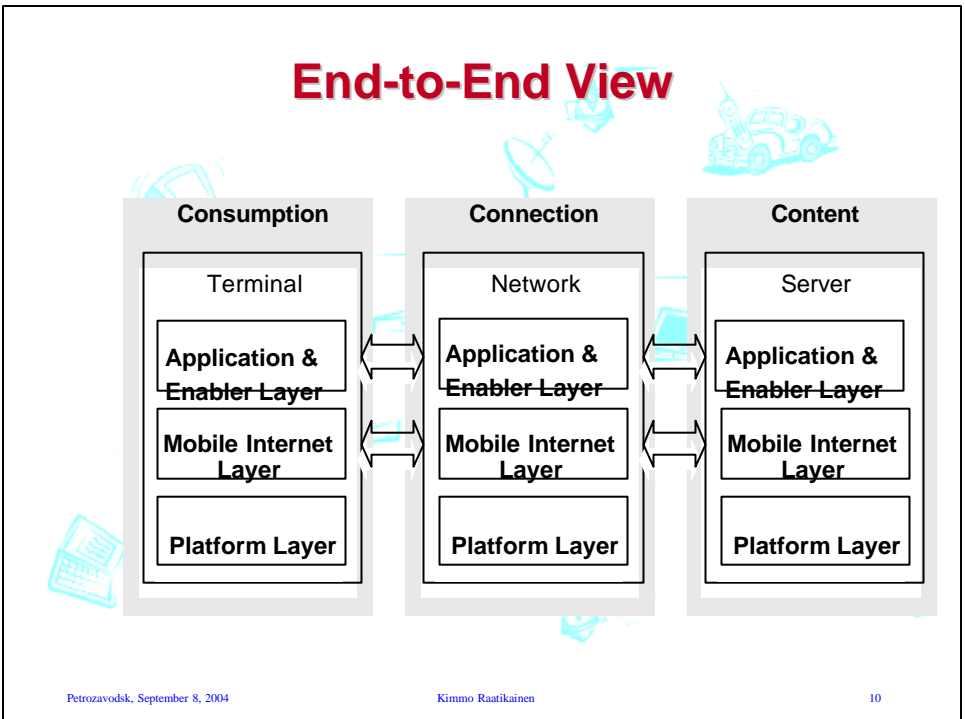 End-to-End View
Consumption
Terminal
Application &
Enabler Layer
Mobile Internet
Layer
Platform Layer
Connection
Network
Application &
Enabler Layer
Mobile Internet
Layer
Platform Layer
Content
Server
Application &
Enabler Layer
Mobile Internet
Layer
Platform Layer
Petrozavodsk, September 8, 2004
Kimmo Raatikainen
10